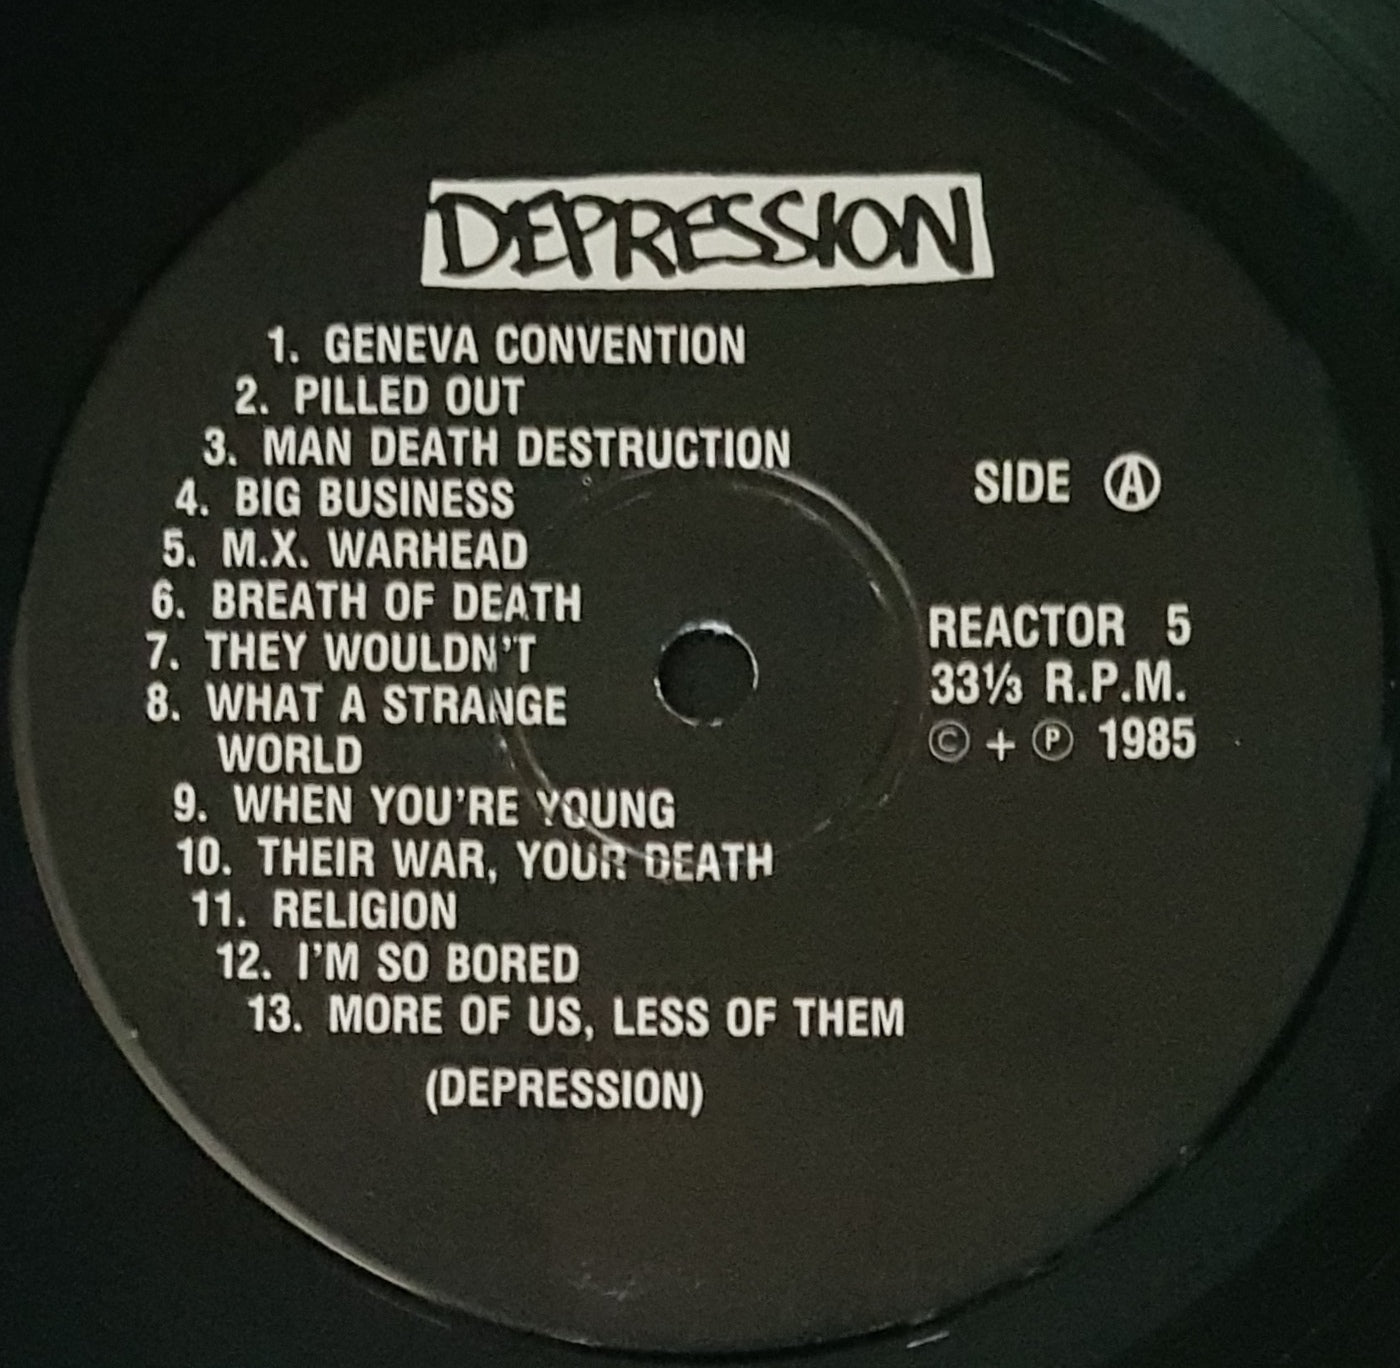 DEPRESSION
1. GENEVA CONVENTION
2. PILLED OUT
3. MAN DEATH DESTRUCTION
4. BIG BUSINESS
5. M.X. WARHEAD
6. BREATH OF DEATH
7. THEY WOULDN'T
8. WHAT A STRANGE
WORLD
9. WHEN YOU'RE YOUNG
10. THEIR WAR, YOUR DEATH
11. RELIGION
12. I'M SO BORED
13. MORE OF US, LESS OF THEM
(DEPRESSION)
SIDE Ⓐ
REACTOR 5
33⅓ R.P.M.
© + ℗ 1985